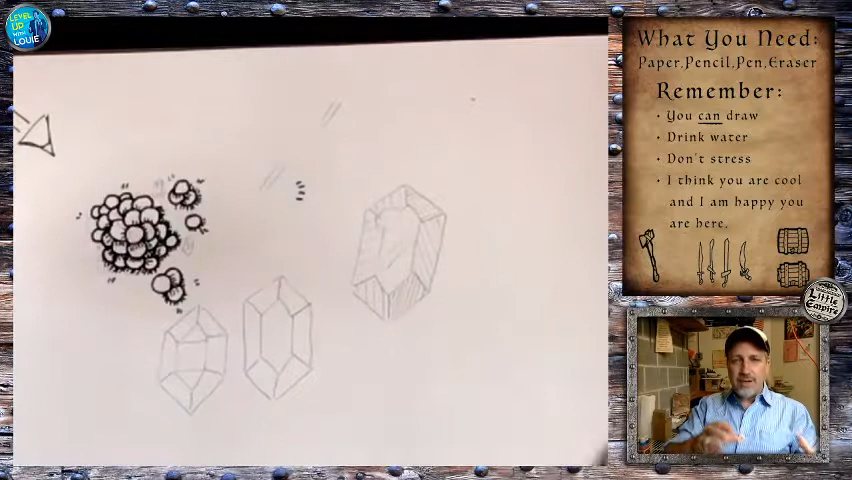 LEVEL
UP
WITH
LOUIE
What You Need:
Paper,Pencil,Pen,Eraser
Remember:
• You can draw
• Drink water
• Don't stress
• I think you are cool
and I am happy you
are here.
Little
Empire